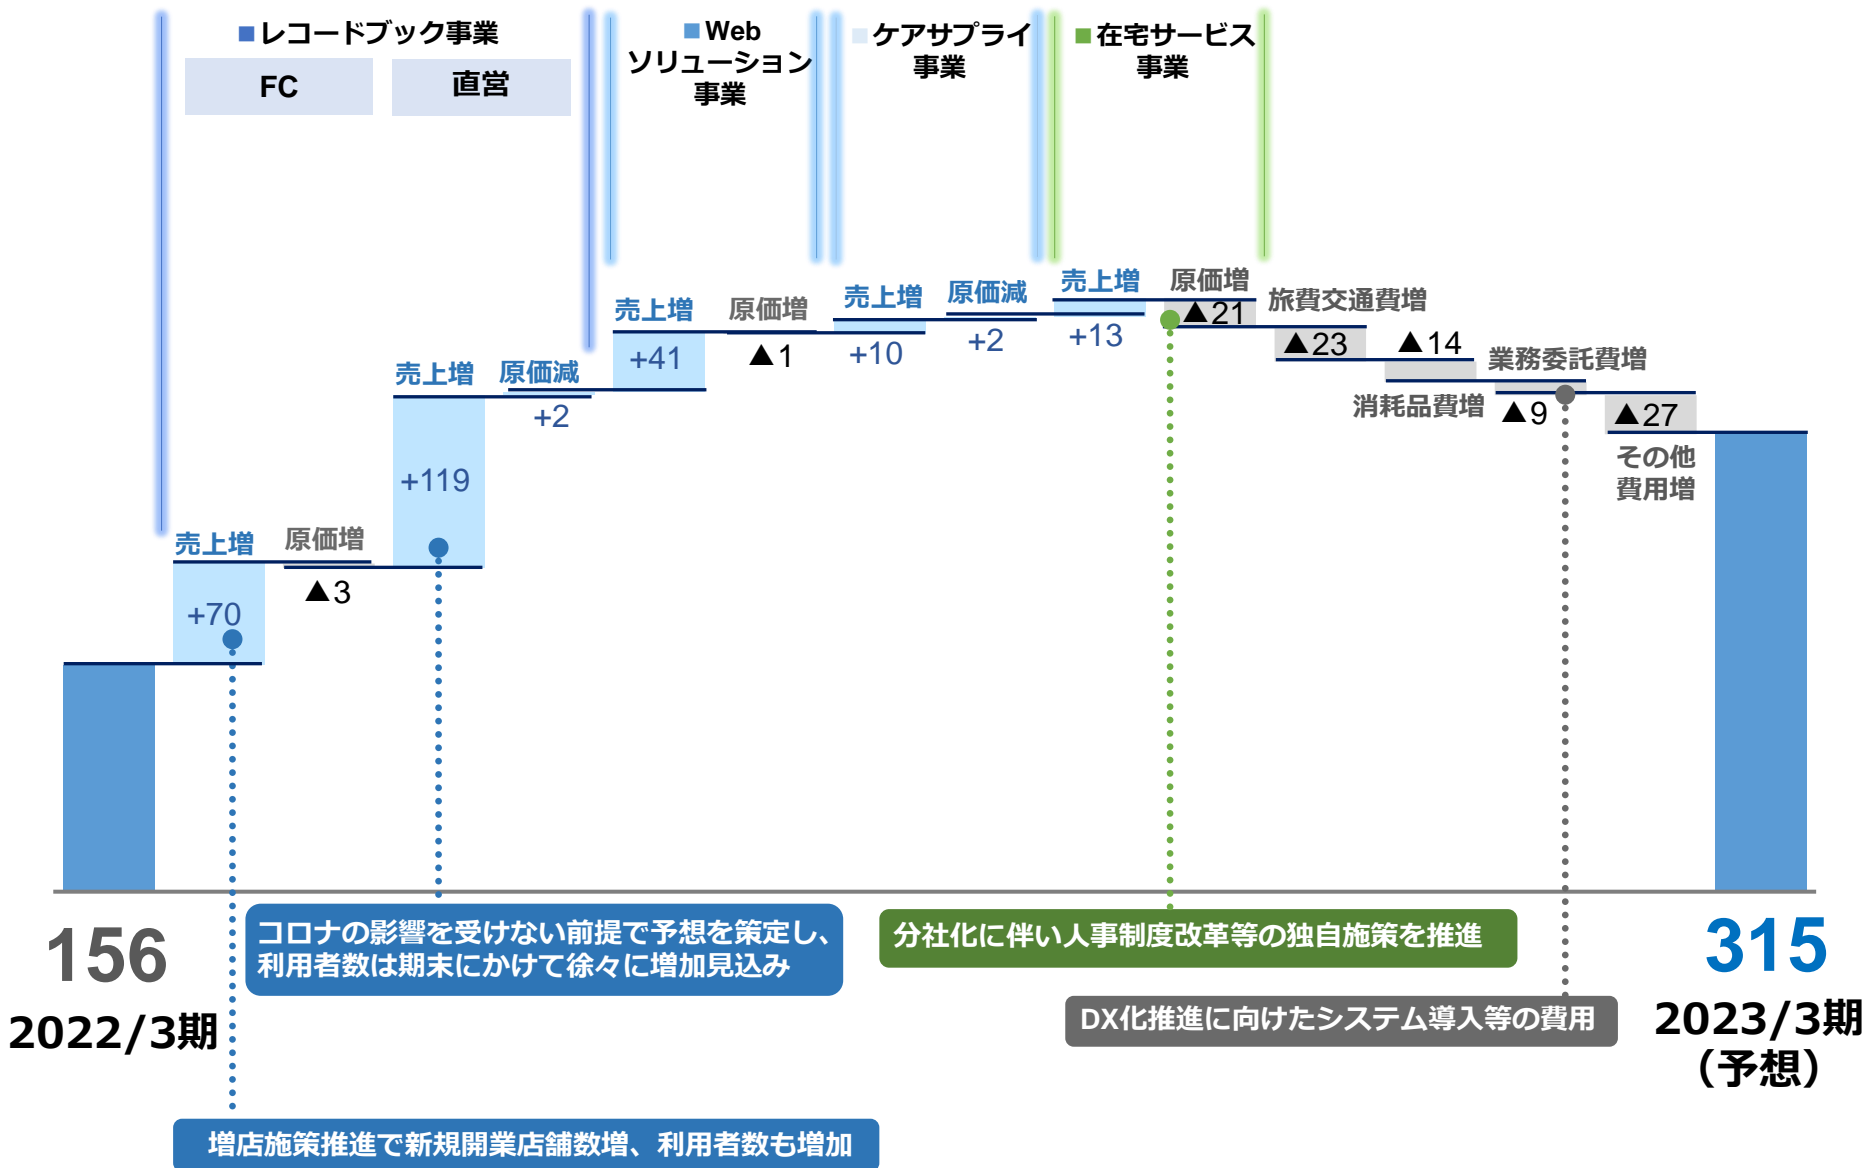 ■レコードブック事業
FC
直営
■Web
ソリューション
事業
■ケアサプライ
事業
■在宅サービス
事業
売上増
+70
原価増
▲3
売上増
+119
原価減
+2
売上増
+41
原価増
▲1
売上増
+10
原価減
+2
売上増
+13
原価増
▲21
旅費交通費増
▲23
▲14
消耗品費増
業務委託費増
▲9
▲27
その他
費用増
156
2022/3期
コロナの影響を受けない前提で予想を策定し、
利用者数は期末にかけて徐々に増加見込み
分社化に伴い人事制度改革等の独自施策を推進
DX化推進に向けたシステム導入等の費用
315
2023/3期
（予想）
増店施策推進で新規開業店舗数増、利用者数も増加